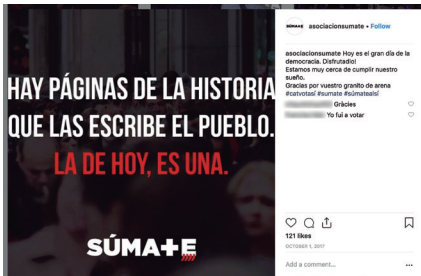 HAY PÁGINAS DE LA HISTORIA
QUE LAS ESCRIBE EL PUEBLO.
LA DE HOY, ES UNA.
SÚMATE
SÚMATE
asociacionsumate • Follow
asociacionsumate Hoy es el gran día de la
democracia. Disfrutadlo!
Estamos muy cerca de cumplir nuestro
sueño.
Gracias por vuestro granito de arena
#catvotasí #sumate #súmatealsí
Gràcies
Yo fui a votar
121 likes
OCTOBER 1, 2017
Add a comment...